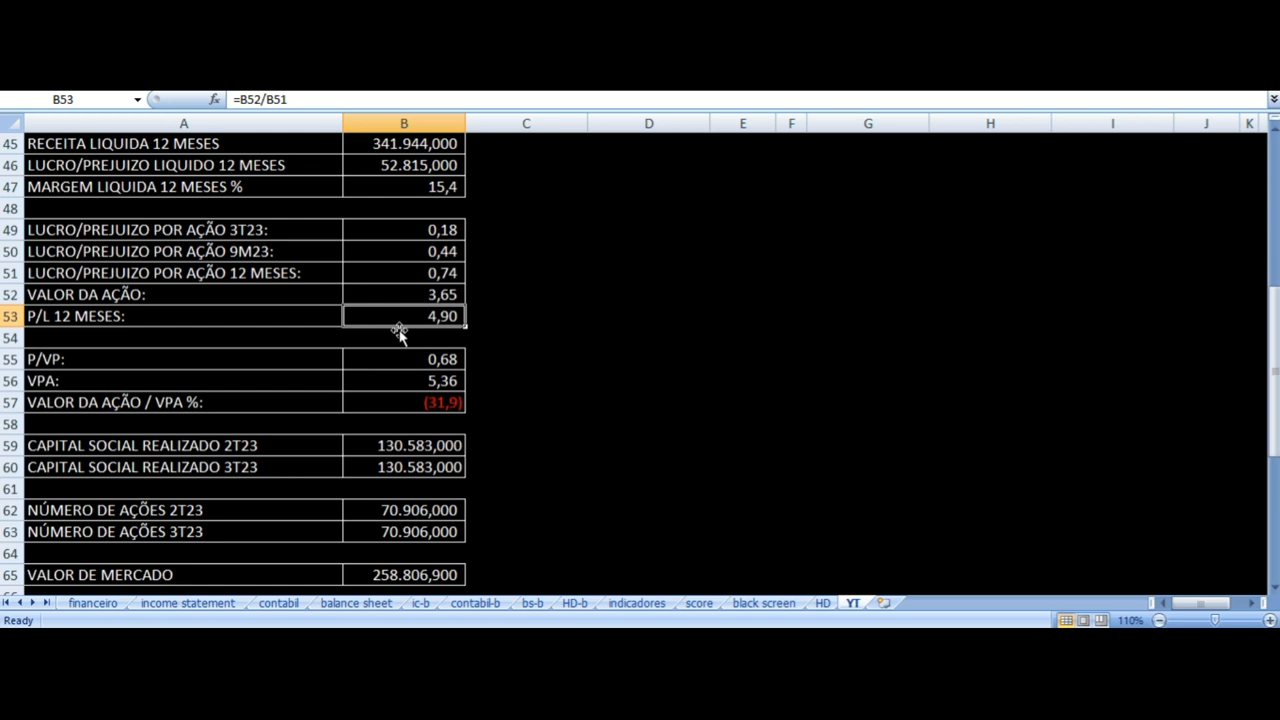 B53 fx =B52/B51
A B C D E F G H I J K
45 RECEITA LIQUIDA 12 MESES 341.944,000
46 LUCRO/PREJUIZO LIQUIDO 12 MESES 52.815,000
47 MARGEM LIQUIDA 12 MESES % 15,4
48
49 LUCRO/PREJUIZO POR AÇÃO 3T23: 0,18
50 LUCRO/PREJUIZO POR AÇÃO 9M23: 0,44
51 LUCRO/PREJUIZO POR AÇÃO 12 MESES: 0,74
52 VALOR DA AÇÃO: 3,65
53 P/L 12 MESES: 4,90
54
55 P/VP: 0,68
56 VPA: 5,36
57 VALOR DA AÇÃO / VPA %: (31,9)
58
59 CAPITAL SOCIAL REALIZADO 2T23 130.583,000
60 CAPITAL SOCIAL REALIZADO 3T23 130.583,000
61
62 NÚMERO DE AÇÕES 2T23 70.906,000
63 NÚMERO DE AÇÕES 3T23 70.906,000
64
65 VALOR DE MERCADO 258.806,900
financeiro income statement contabil balance sheet ic-b contabil-b bs-b HD-b indicadores score black screen HD YT
Ready 110%